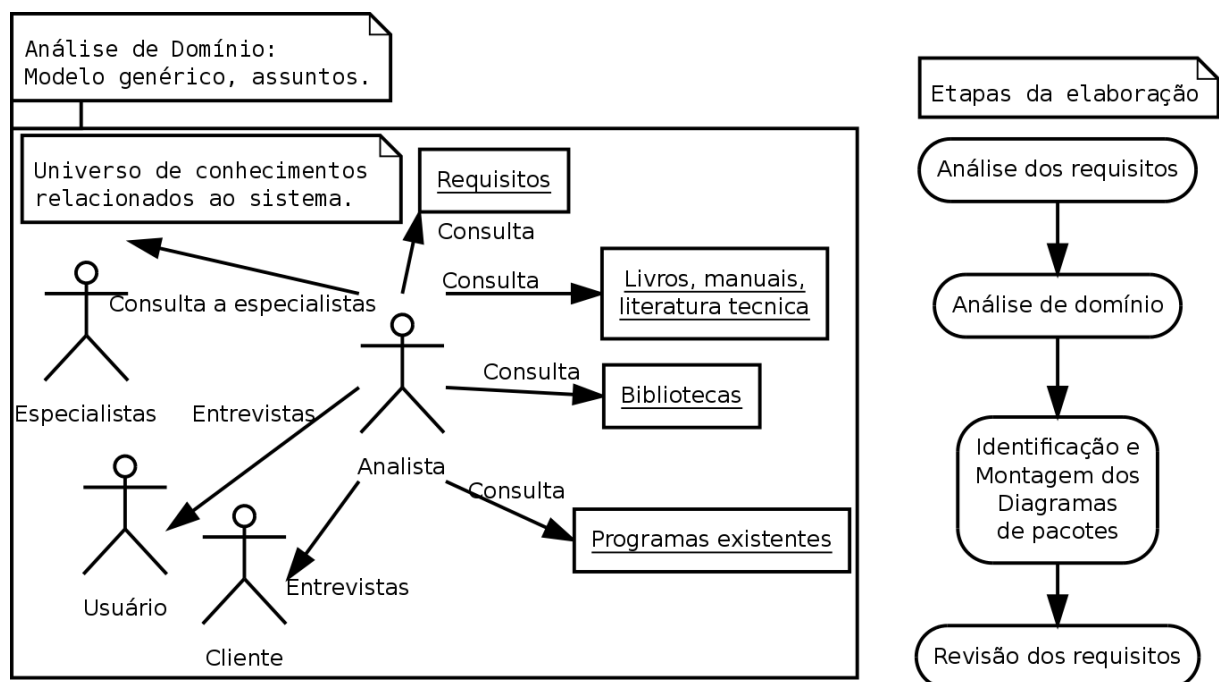 Análise de Domínio:
Modelo genérico, assuntos.
Universo de conhecimentos
relacionados ao sistema.
Requisitos
Consulta
Consulta
Livros, manuais,
literatura tecnica
Consulta a especialistas
Especialistas
Entrevistas
Consulta
Bibliotecas
Analista
Consulta
Programas existentes
Usuário
Entrevistas
Cliente
Etapas da elaboração
Análise dos requisitos
Análise de domínio
Identificação e
Montagem dos
Diagramas
de pacotes
Revisão dos requisitos